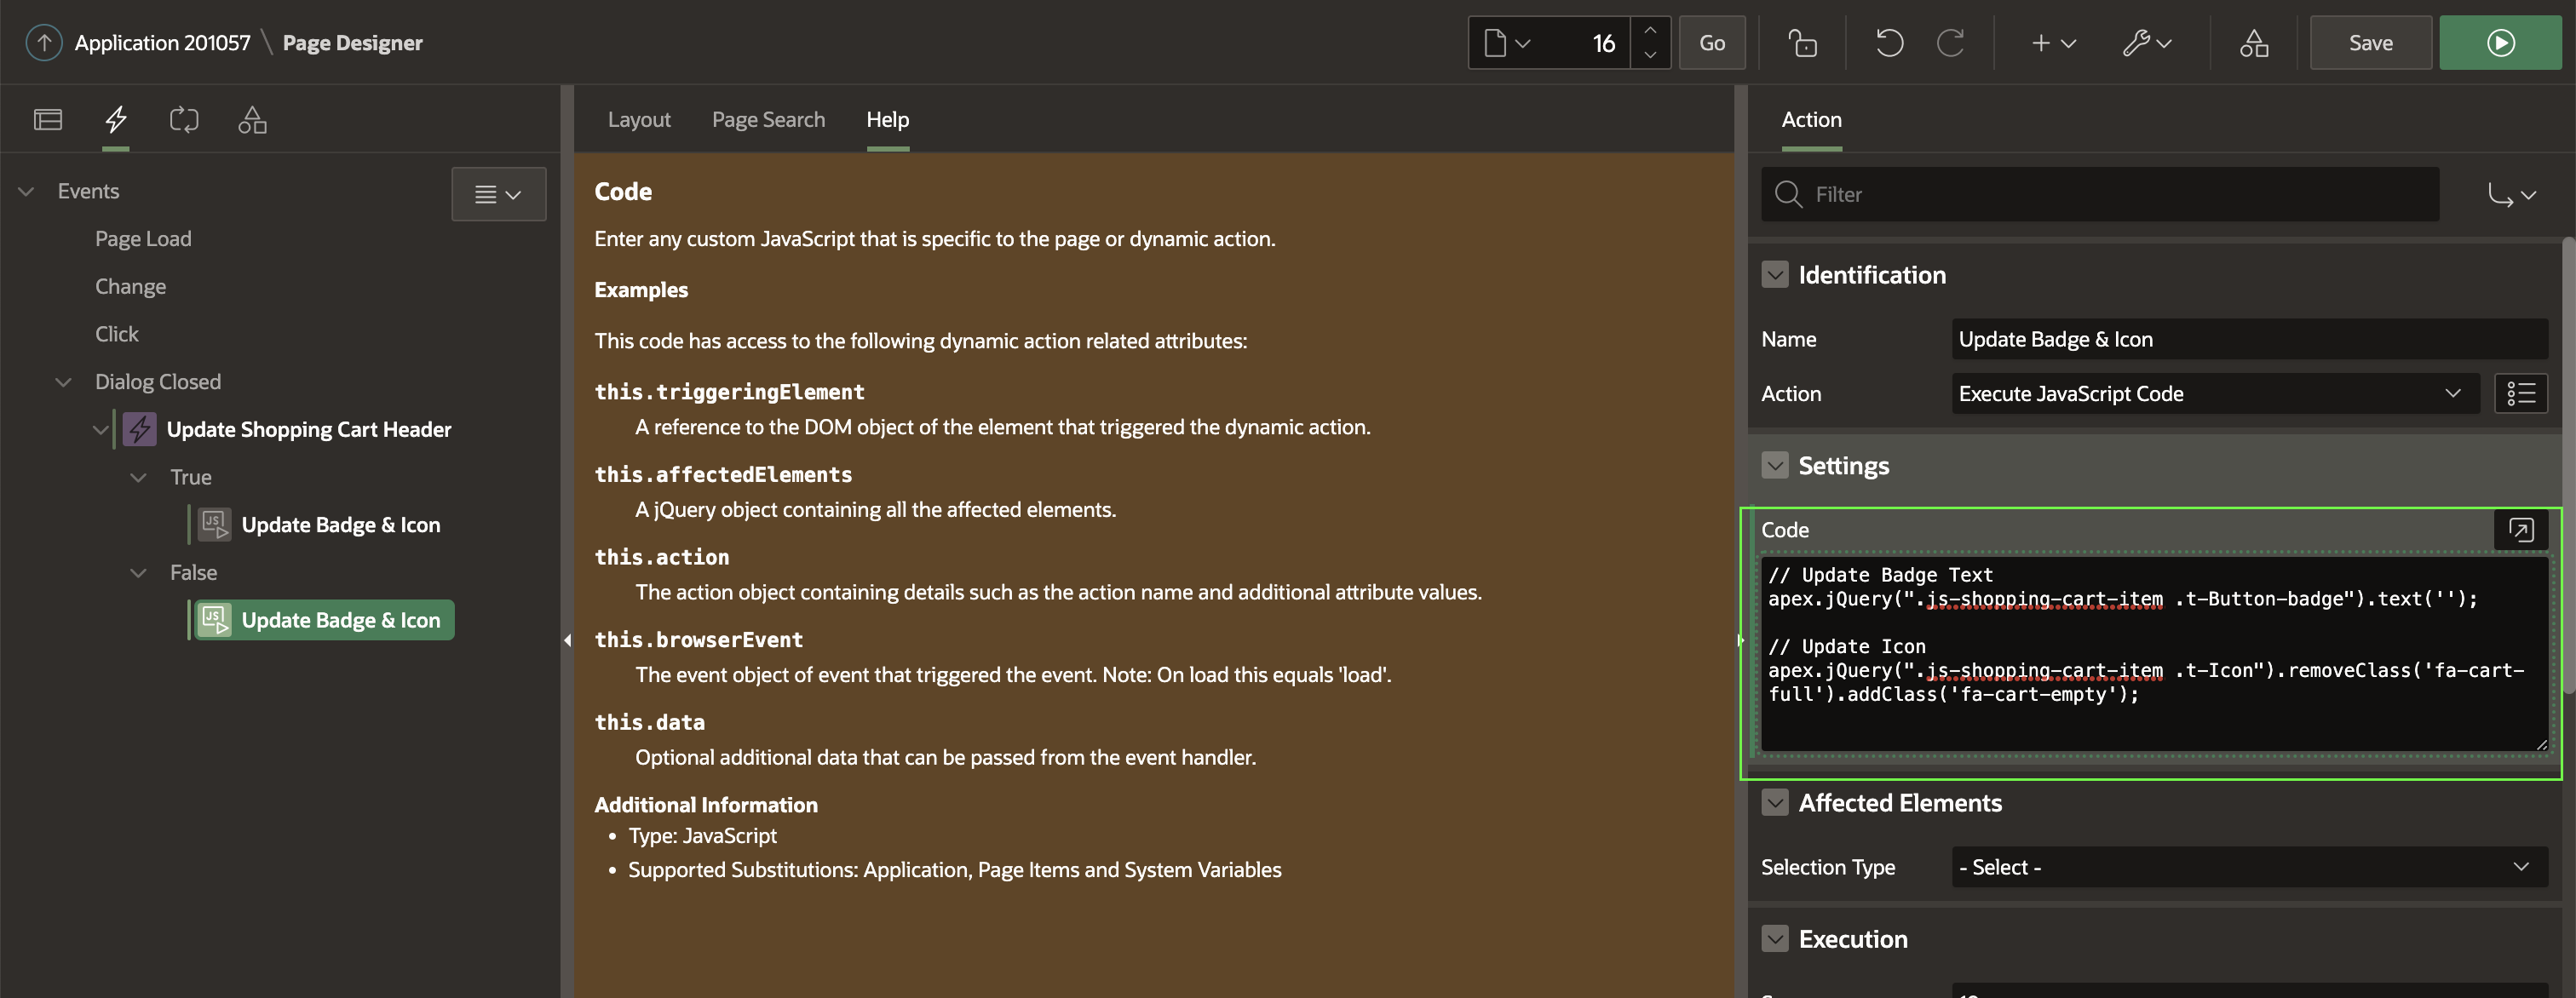 Application 201057 \ Page Designer
16
Go
Save
Layout
Page Search
Help
Action
Events
Page Load
Change
Click
Dialog Closed
Update Shopping Cart Header
True
JS
Update Badge & Icon
False
JS
Update Badge & Icon
Code
Enter any custom JavaScript that is specific to the page or dynamic action.
Examples
This code has access to the following dynamic action related attributes:
this.triggeringElement
A reference to the DOM object of the element that triggered the dynamic action.
this.affectedElements
A jQuery object containing all the affected elements.
this.action
The action object containing details such as the action name and additional attribute values.
this.browserEvent
The event object of event that triggered the event. Note: On load this equals 'load'.
this.data
Optional additional data that can be passed from the event handler.
Additional Information
• Type: JavaScript
• Supported Substitutions: Application, Page Items and System Variables
Filter
Identification
Name
Update Badge & Icon
Action
Execute JavaScript Code
Settings
Code
// Update Badge Text
apex.jQuery(".js-shopping-cart-item .t-Button-badge").text('');
// Update Icon
apex.jQuery(".js-shopping-cart-item .t-Icon").removeClass('fa-cart-
full').addClass('fa-cart-empty');
Affected Elements
Selection Type
- Select -
Execution